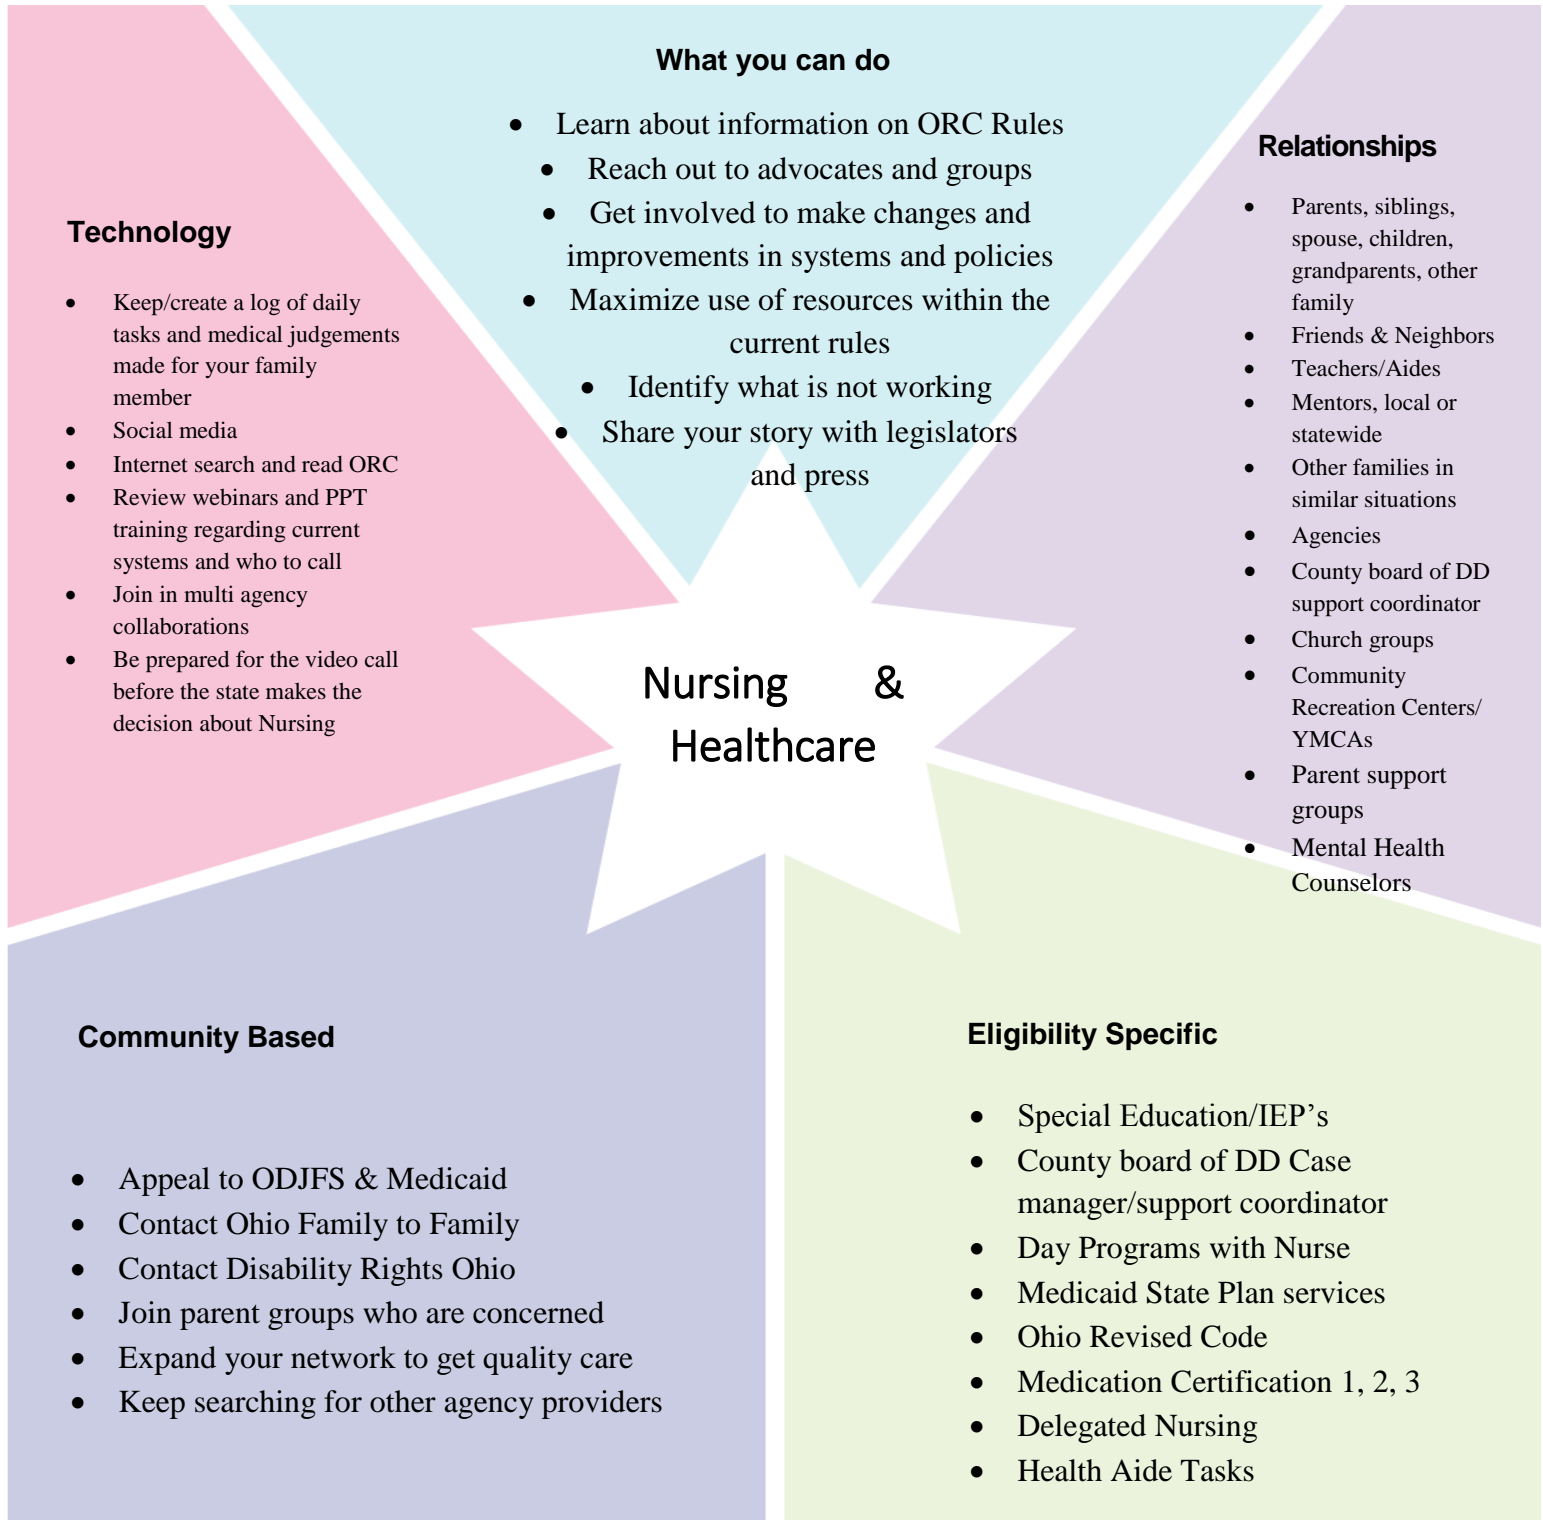 What you can do
• Learn about information on ORC Rules
• Reach out to advocates and groups
• Get involved to make changes and
improvements in systems and policies
• Maximize use of resources within the
current rules
• Identify what is not working
• Share your story with legislators
and press
Technology
• Keep/create a log of daily
tasks and medical judgements
made for your family
member
• Social media
• Internet search and read ORC
• Review webinars and PPT
training regarding current
systems and who to call
• Join in multi agency
collaborations
• Be prepared for the video call
before the state makes the
decision about Nursing
Relationships
• Parents, siblings,
spouse, children,
grandparents, other
family
• Friends & Neighbors
• Teachers/Aides
• Mentors, local or
statewide
• Other families in
similar situations
• Agencies
• County board of DD
support coordinator
• Church groups
• Community
Recreation Centers/
YMCAs
• Parent support
groups
• Mental Health
Counselors
Nursing &
Healthcare
Community Based
• Appeal to ODJFS & Medicaid
• Contact Ohio Family to Family
• Contact Disability Rights Ohio
• Join parent groups who are concerned
• Expand your network to get quality care
• Keep searching for other agency providers
Eligibility Specific
• Special Education/IEP’s
• County board of DD Case
manager/support coordinator
• Day Programs with Nurse
• Medicaid State Plan services
• Ohio Revised Code
• Medication Certification 1, 2, 3
• Delegated Nursing
• Health Aide Tasks